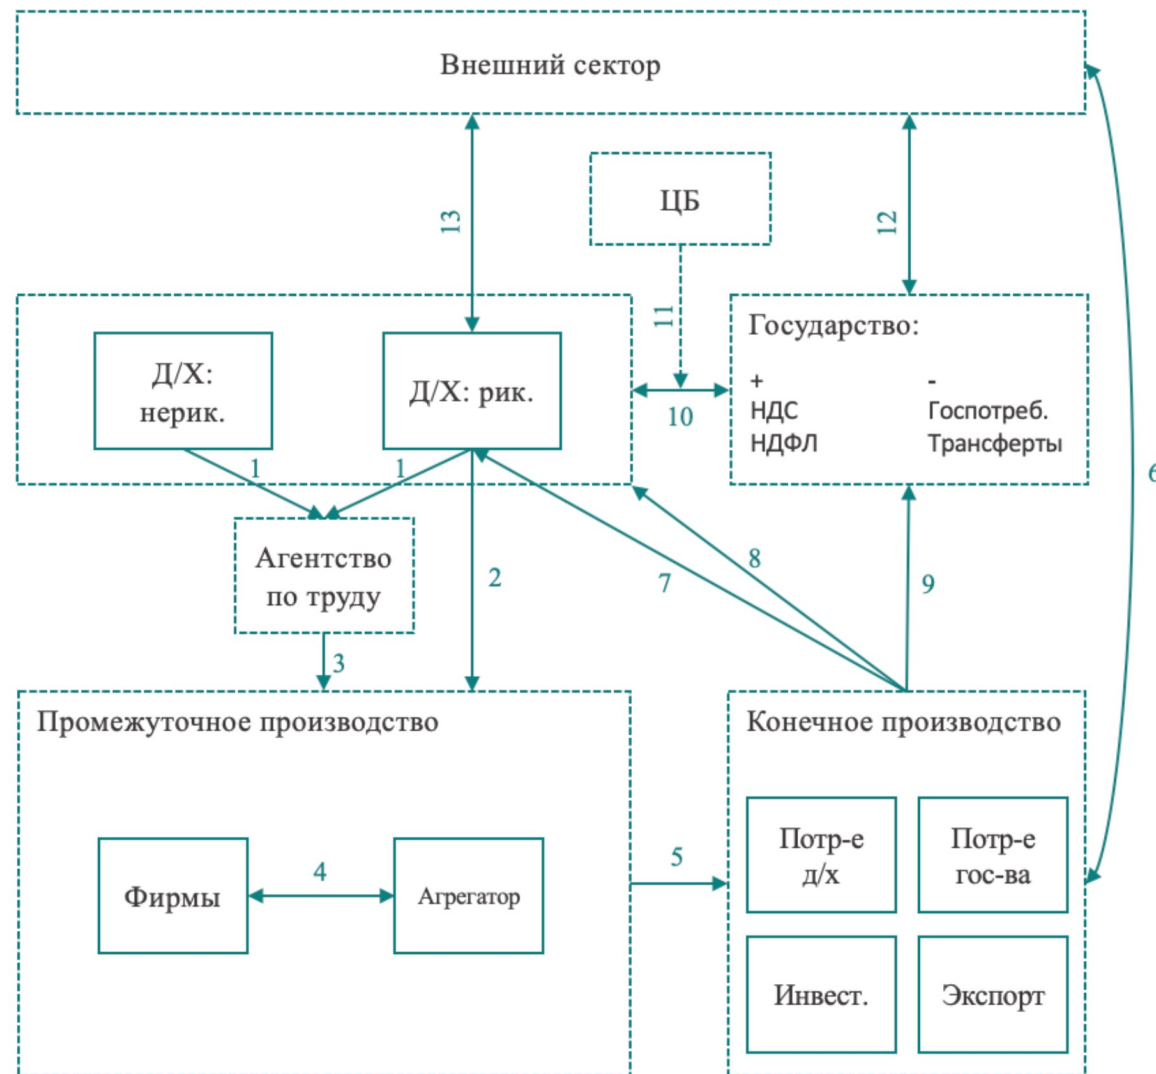 Внешний сектор
6
13
ЦБ
12
11
Д/Х:
нерик.
Д/Х: рик.
10
Государство:
+ -
НДС Госпотреб.
НДФЛ Трансферты
1 1
Агентство
по труду
2
3
7
8
9
Промежуточное производство
Фирмы
4
Агрегатор
5
Конечное производство
Потр-е
д/х
Потр-е
гос-ва
Инвест.
Экспорт